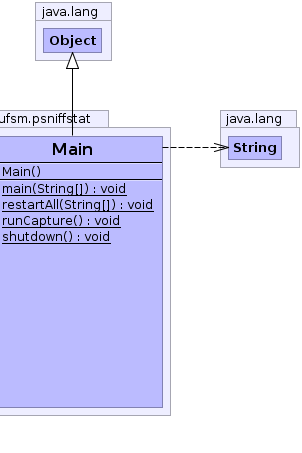 java.lang
Object
ufsm.psniffstat
java.lang
Main
String
Main()
main(String[]) : void
restartAll(String[]) : void
runCapture() : void
shutdown() : void